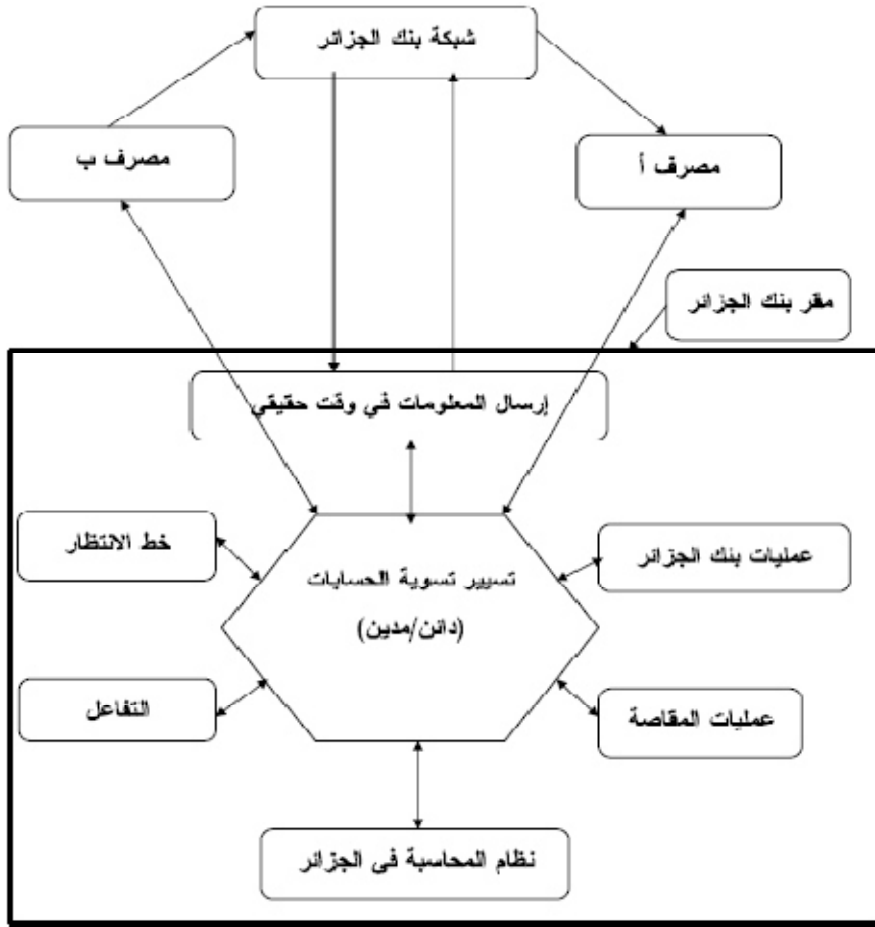 شبكة بنك الجزائر
مصرف أ
مصرف ب
مقر بنك الجزائر
إرسال المعلومات في وقت حقيقي
عمليات بنك الجزائر
خط الانتظار
تسيير تسوية الحسابات
(دائن/مدين)
عمليات المقاصة
التفاعل
نظام المحاسبة في الجزائر